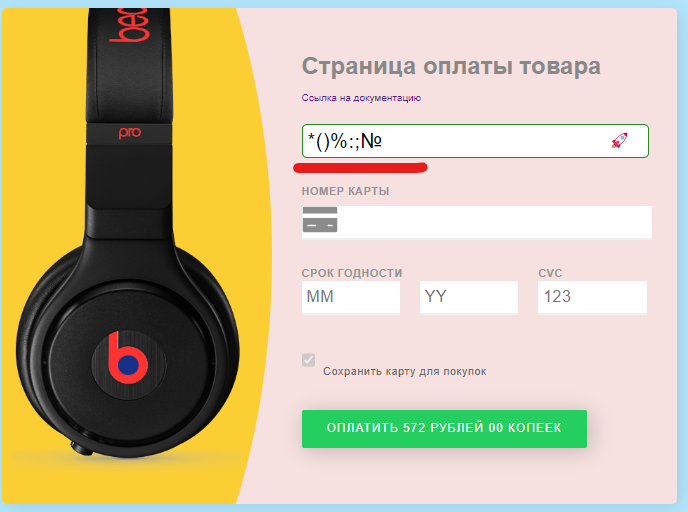 bea
pro
Страница оплаты товара
Ссылка на документацию
*()%:;№
НОМЕР КАРТЫ
СРОК ГОДНОСТИ
CVC
MM
YY
123
Сохранить карту для покупок
ОПЛАТИТЬ 572 РУБЛЕЙ 00 КОПЕЕК
b